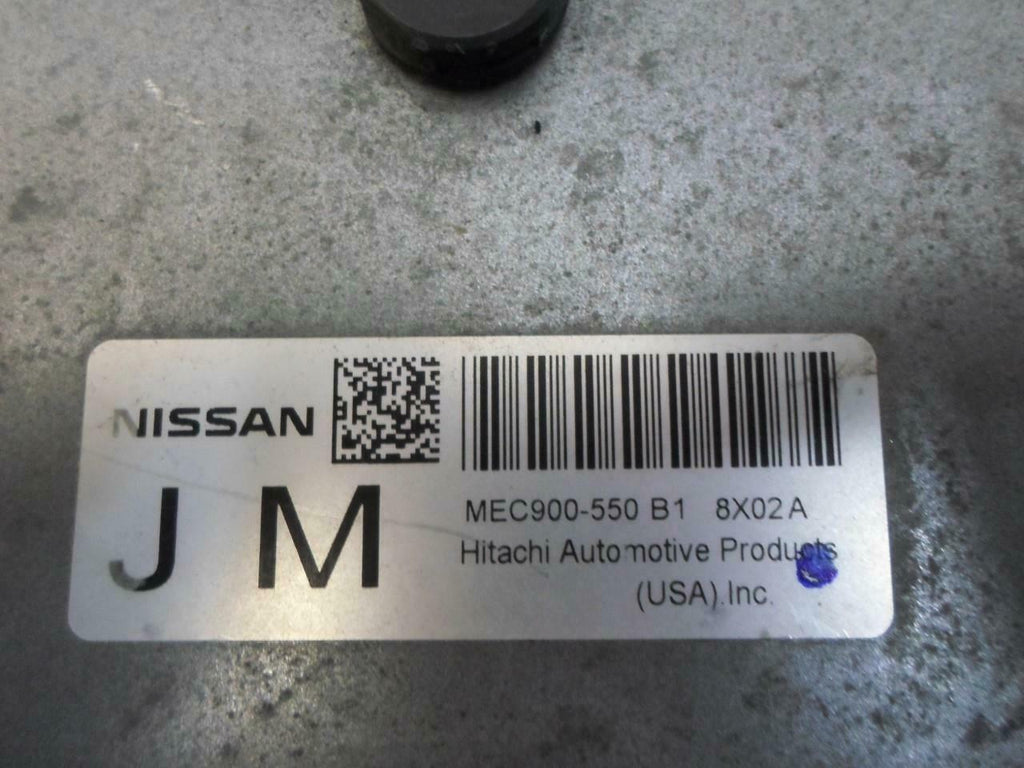 NISSAN
J M
MEC900-550 B1 8X02 A
Hitachi Automotive Products
(USA).Inc.